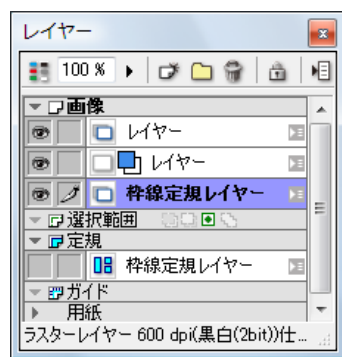 レイヤー
100 %
画像
レイヤー
レイヤー
枠線定規レイヤー
選択範囲
定規
枠線定規レイヤー
ガイド
用紙
ラスターレイヤー 600 dpi(黒白(2bit))仕...